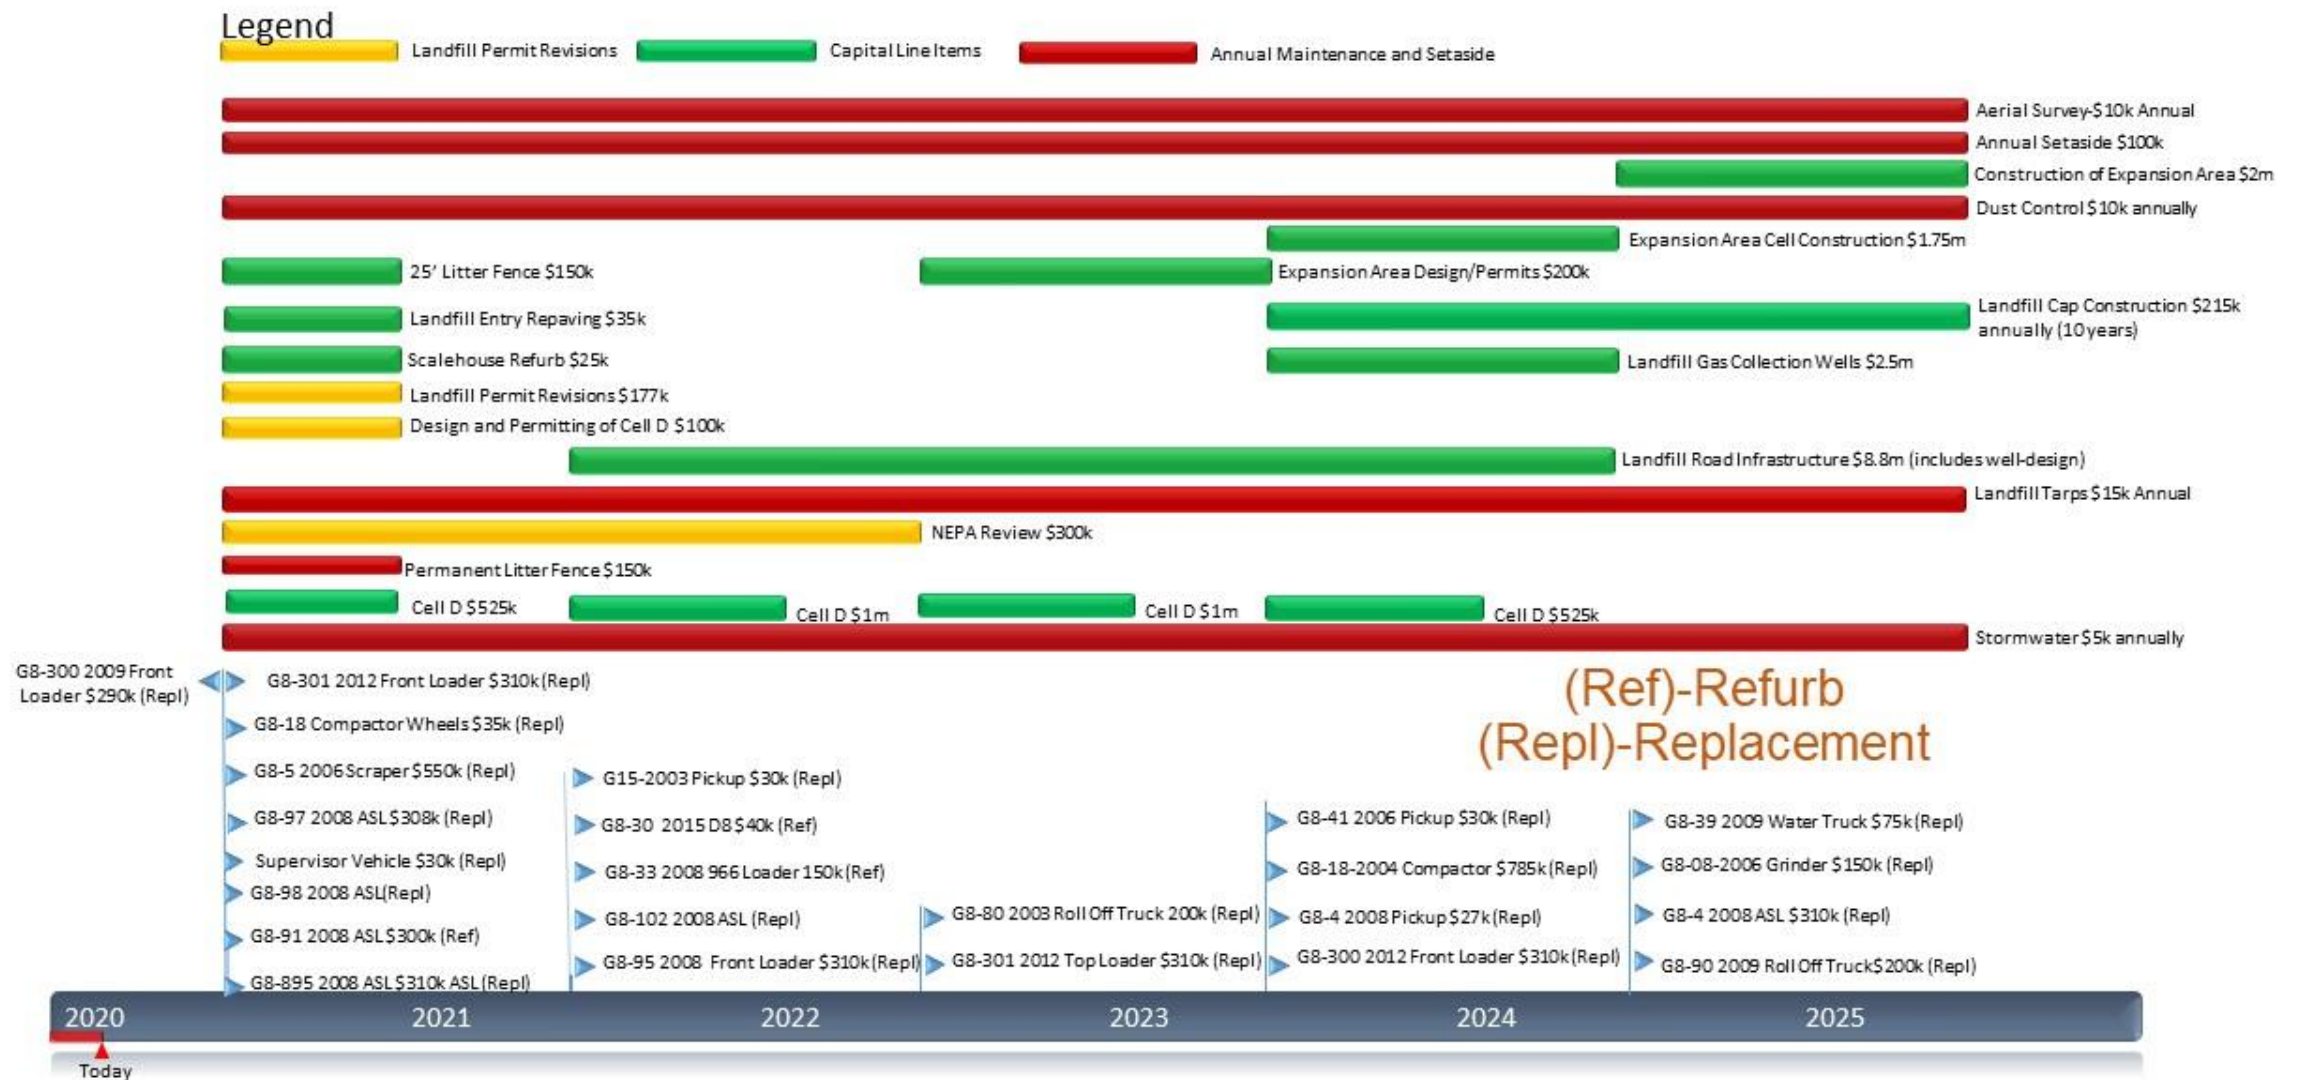 Legend
Landfill Permit Revisions
Capital Line Items
Annual Maintenance and Setaside
Aerial Survey-$10k Annual
Annual Setaside $100k
Construction of Expansion Area $2m
Dust Control $10k annually
Expansion Area Cell Construction $1.75m
25’ Litter Fence $150k
Expansion Area Design/Permits $200k
Landfill Entry Repaving $35k
Landfill Cap Construction $215k
annually (10 years)
Scalehouse Refurb $25k
Landfill Gas Collection Wells $2.5m
Landfill Permit Revisions $177k
Design and Permitting of Cell D $100k
Landfill Road Infrastructure $8.8m (includes well-design)
Landfill Tarps $15k Annual
NEPA Review $300k
Permanent Litter Fence $150k
Cell D $525k
Cell D $1m
Cell D $1m
Cell D $525k
Stormwater $5k annually
G8-300 2009 Front
Loader $290k (Repl)
G8-301 2012 Front Loader $310k (Repl)
G8-18 Compactor Wheels $35k (Repl)
G8-5 2006 Scraper $550k (Repl)
G8-97 2008 ASL $308k (Repl)
Supervisor Vehicle $30k (Repl)
G8-98 2008 ASL(Repl)
G8-91 2008 ASL $300k (Ref)
G8-895 2008 ASL $310k ASL (Repl)
G15-2003 Pickup $30k (Repl)
G8-30 2015 D8 $40k (Ref)
G8-33 2008 966 Loader 150k (Ref)
G8-102 2008 ASL (Repl)
G8-95 2008 Front Loader $310k (Repl)
G8-80 2003 Roll Off Truck 200k (Repl)
G8-301 2012 Top Loader $310k (Repl)
(Ref)-Refurb
(Repl)-Replacement
G8-41 2006 Pickup $30k (Repl)
G8-18-2004 Compactor $785k (Repl)
G8-4 2008 Pickup $27k (Repl)
G8-300 2012 Front Loader $310k (Repl)
G8-39 2009 Water Truck $75k (Repl)
G8-08-2006 Grinder $150k (Repl)
G8-4 2008 ASL $310k (Repl)
G8-90 2009 Roll Off Truck $200k (Repl)
2020
2021
2022
2023
2024
2025
Today